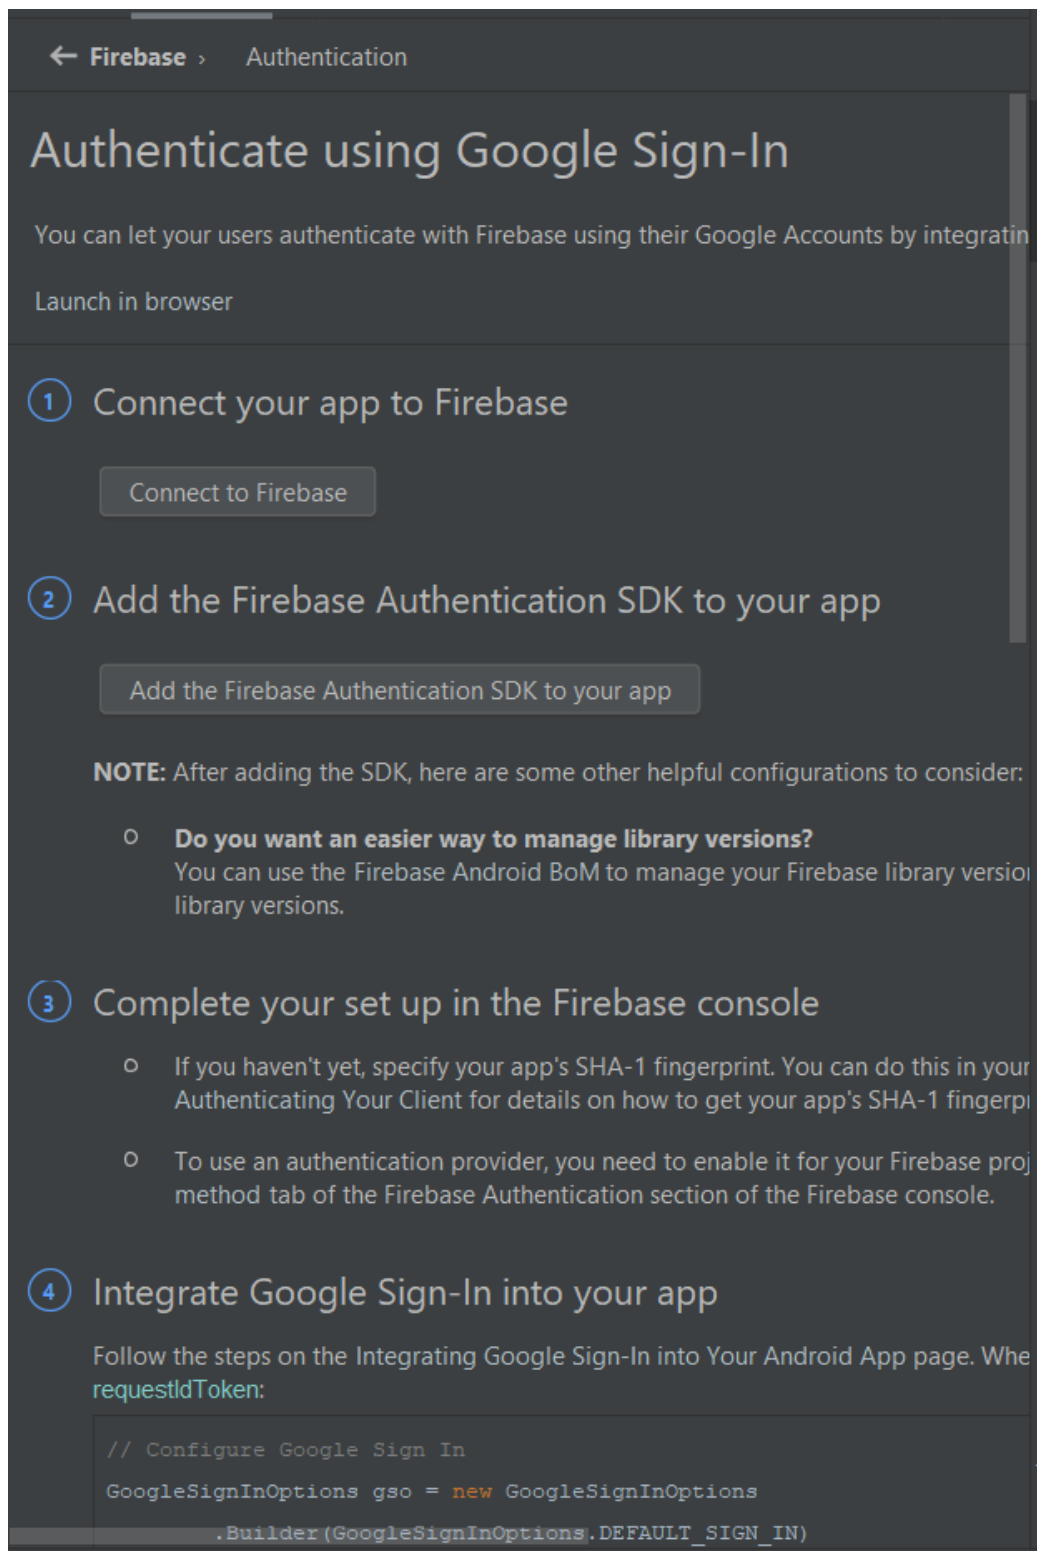 ← Firebase › Authentication
Authenticate using Google Sign-In
You can let your users authenticate with Firebase using their Google Accounts by integratin
Launch in browser
1 Connect your app to Firebase
Connect to Firebase
2 Add the Firebase Authentication SDK to your app
Add the Firebase Authentication SDK to your app
NOTE: After adding the SDK, here are some other helpful configurations to consider:
Do you want an easier way to manage library versions?
You can use the Firebase Android BoM to manage your Firebase library version
library versions.
3 Complete your set up in the Firebase console
If you haven't yet, specify your app's SHA-1 fingerprint. You can do this in your
Authenticating Your Client for details on how to get your app's SHA-1 fingerpr
To use an authentication provider, you need to enable it for your Firebase proj
method tab of the Firebase Authentication section of the Firebase console.
4 Integrate Google Sign-In into your app
Follow the steps on the Integrating Google Sign-In into Your Android App page. Whe
requestIdToken:
// Configure Google Sign In
GoogleSignInOptions gso = new GoogleSignInOptions
.Builder(GoogleSignInOptions.DEFAULT_SIGN_IN)